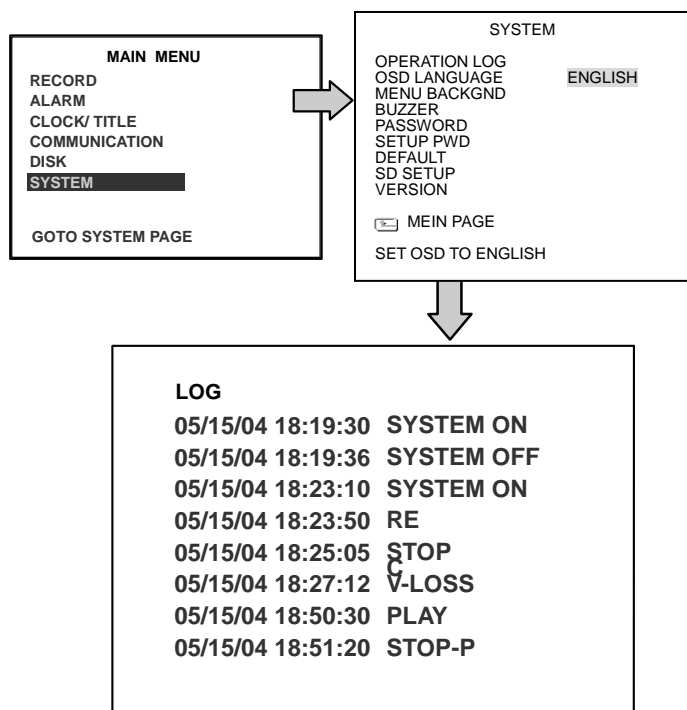 MAIN MENU
RECORD
ALARM
CLOCK/ TITLE
COMMUNICATION
DISK
SYSTEM
GOTO SYSTEM PAGE
SYSTEM
OPERATION LOG
OSD LANGUAGE ENGLISH
MENU BACKGND
BUZZER
PASSWORD
SETUP PWD
DEFAULT
SD SETUP
VERSION
MEIN PAGE
SET OSD TO ENGLISH
LOG
05/15/04 18:19:30 SYSTEM ON
05/15/04 18:19:36 SYSTEM OFF
05/15/04 18:23:10 SYSTEM ON
05/15/04 18:23:50 RE
05/15/04 18:25:05 STOP
C
05/15/04 18:27:12 V-LOSS
05/15/04 18:50:30 PLAY
05/15/04 18:51:20 STOP-P